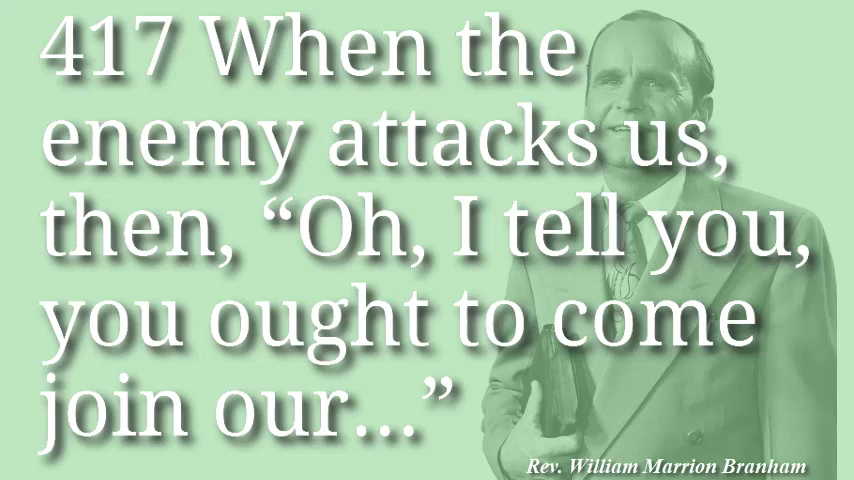 417 When the
enemy attacks us,
then, “Oh, I tell you,
you ought to come
join our...”
Rev. William Marrion Branham